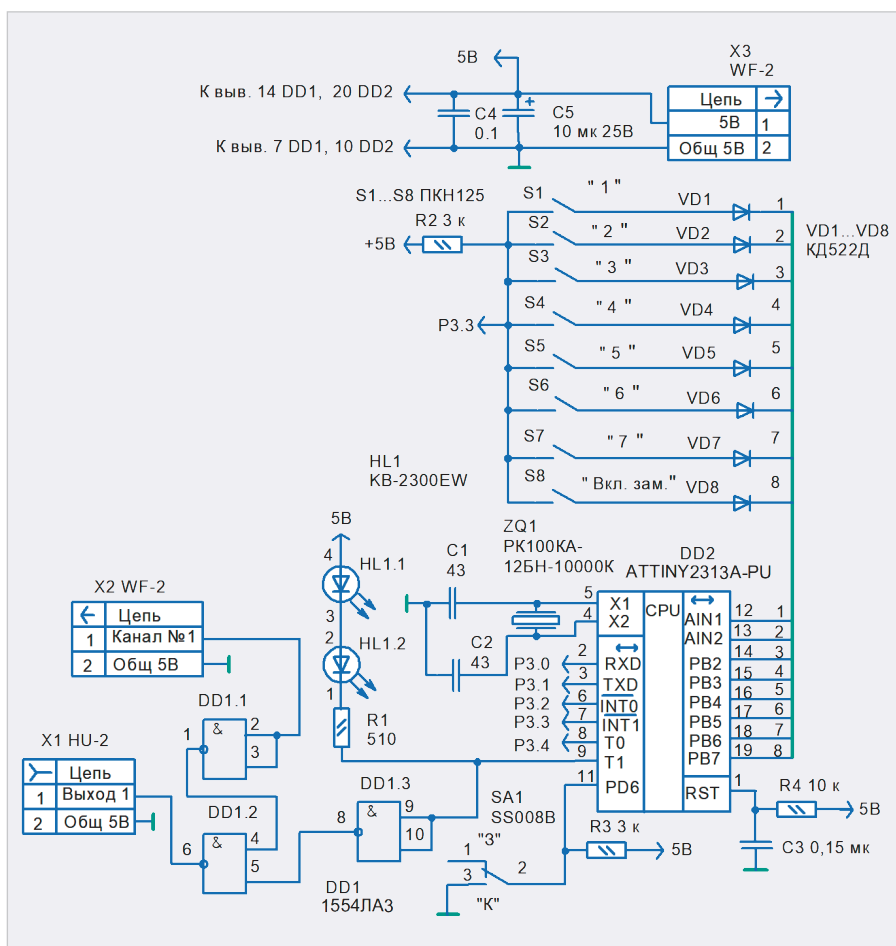 5В
X3
WF-2
К выв. 14 DD1, 20 DD2
Цепь
5В 1
Общ 5В 2
C4
0.1
+
C5
10 мк 25В
К выв. 7 DD1, 10 DD2
S1...S8 ПКН125
R2 3 к
+5В
P3.3
S1 "1" VD1 1
S2 "2" VD2 2
S3 "3" VD3 3
S4 "4" VD4 4
S5 "5" VD5 5
S6 "6" VD6 6
S7 "7" VD7 7
S8 "Вкл. зам." VD8 8
VD1...VD8
КД522Д
HL1
КВ-2300EW
5В
4
HL1.1
3
2
HL1.2
1
R1
510
C1
43
C2
43
ZQ1
РК100КА-
12БН-10000К
DD2
ATTINY2313A-PU
CPU
5 X1
4 X2
P3.0 2 RXD
P3.1 3 TXD
P3.2 6 INT0
P3.3 7 INT1
P3.4 8 T0
9 T1
11 PD6
AIN1 12 1
AIN2 13 2
PB2 14 3
PB3 15 4
PB4 16 5
PB5 17 6
PB6 18 7
PB7 19 8
RST 1
R4 10 к
5В
C3 0,15 мк
X2 WF-2
Цепь
1 Канал №1
2 Общ 5В
X1 HU-2
Цепь
1 Выход 1
2 Общ 5В
DD1.1
1 & 2
3
DD1.2
6 & 4
5
DD1.3
8 & 9
10
DD1
1554ЛА3
SA1
SS008B
"З"
1
3 2
"К"
R3 3 к
5В